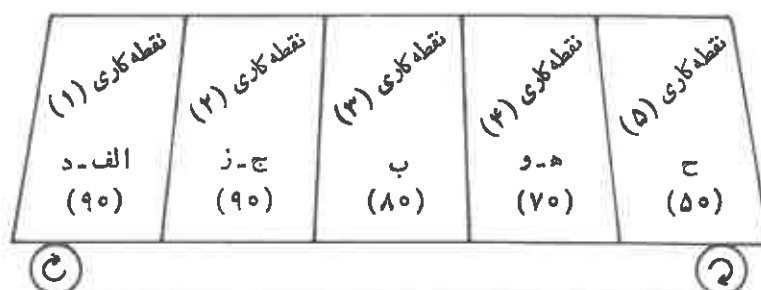 نقطه کاری (۱)
الف-د
(۹۰)
نقطه کاری (۲)
ج-ز
(۹۰)
نقطه کاری (۳)
ب
(۸۰)
نقطه کاری (۴)
ه-و
(۷۰)
نقطه کاری (۵)
ح
(۵۰)